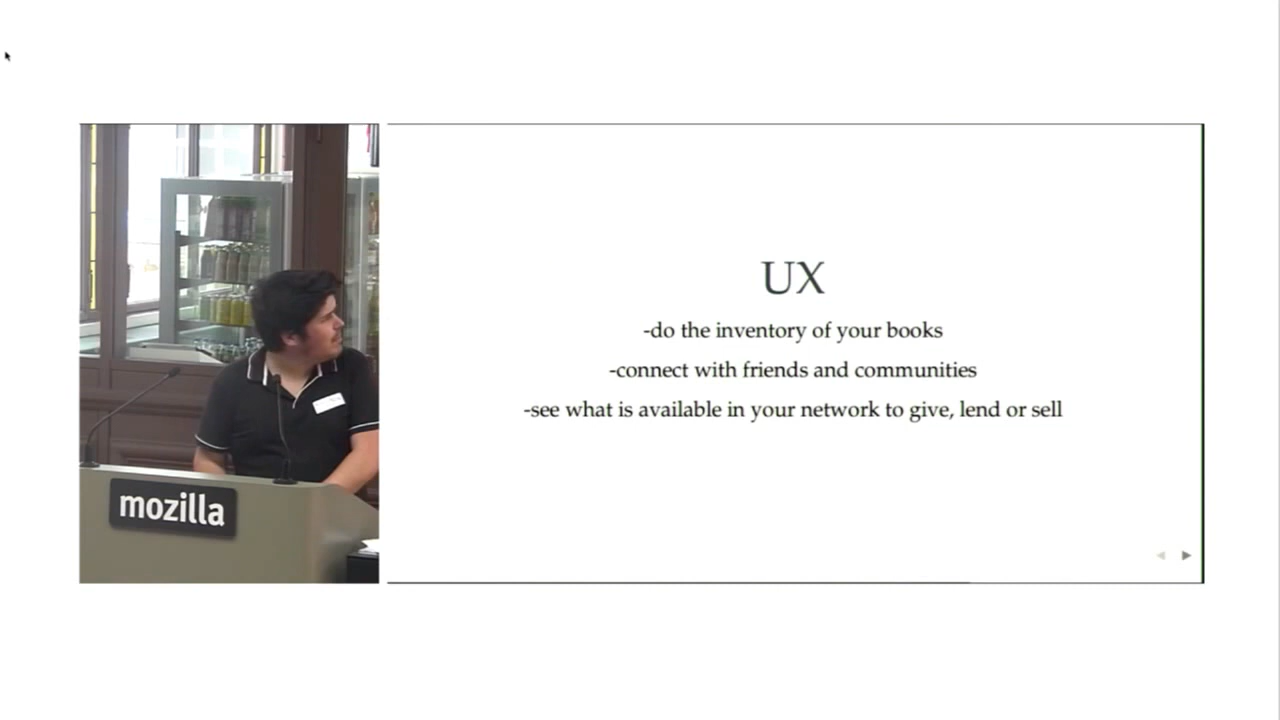 mozilla
UX
-do the inventory of your books
-connect with friends and communities
-see what is available in your network to give, lend or sell